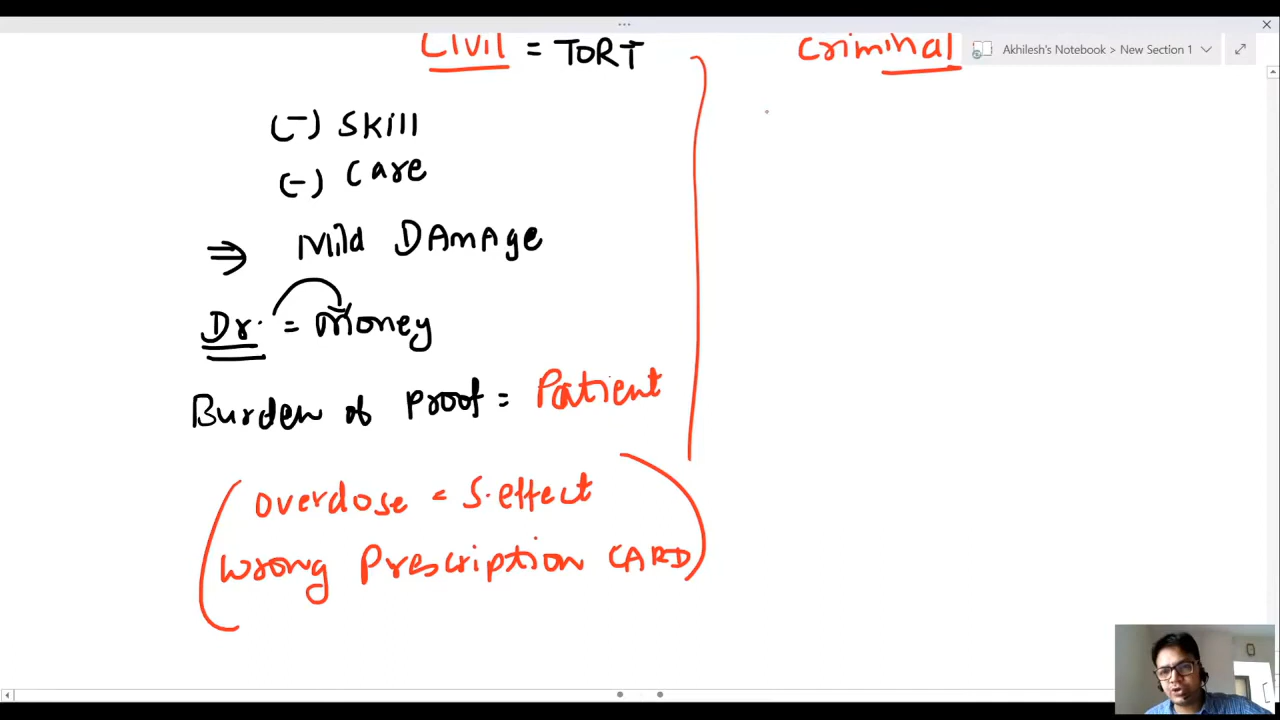 Civil = TORT
Criminal
Akhilesh's Notebook > New Section 1
(-) Skill
(-) Care
⇒ Mild DAmAge
Dr. = Money
Burden of Proof = Patient
Overdose = S.effect
Wrong Prescription CARD